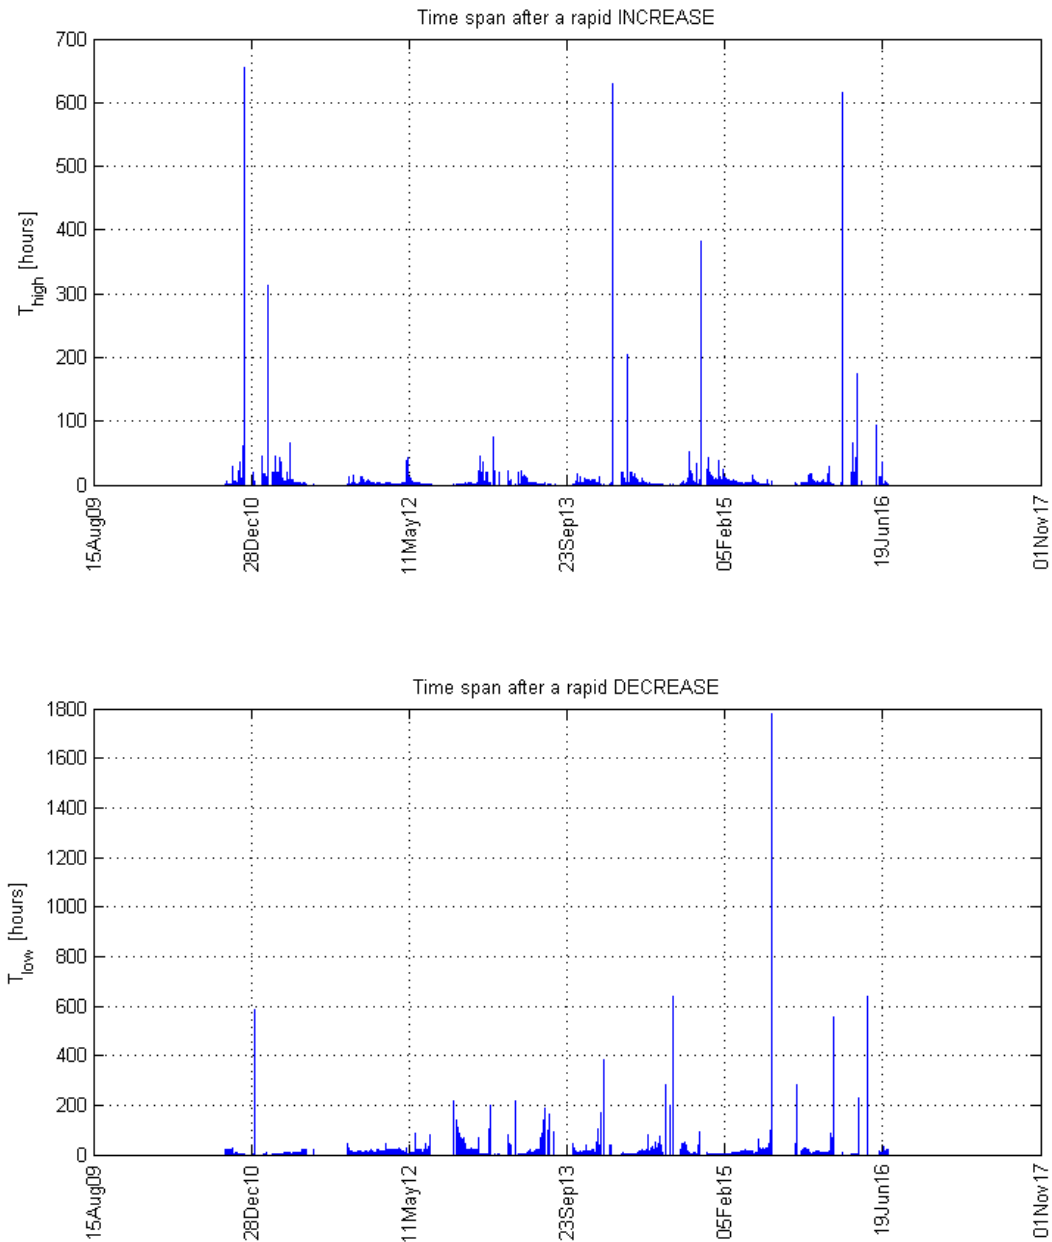 Time span after a rapid INCREASE
700
600
500
400
300
200
100
0
T_high [hours]
15Aug09
28Dec10
11May12
23Sep13
05Feb15
19Jun16
01Nov17
Time span after a rapid DECREASE
1800
1600
1400
1200
1000
800
600
400
200
0
T_low [hours]
15Aug09
28Dec10
11May12
23Sep13
05Feb15
19Jun16
01Nov17